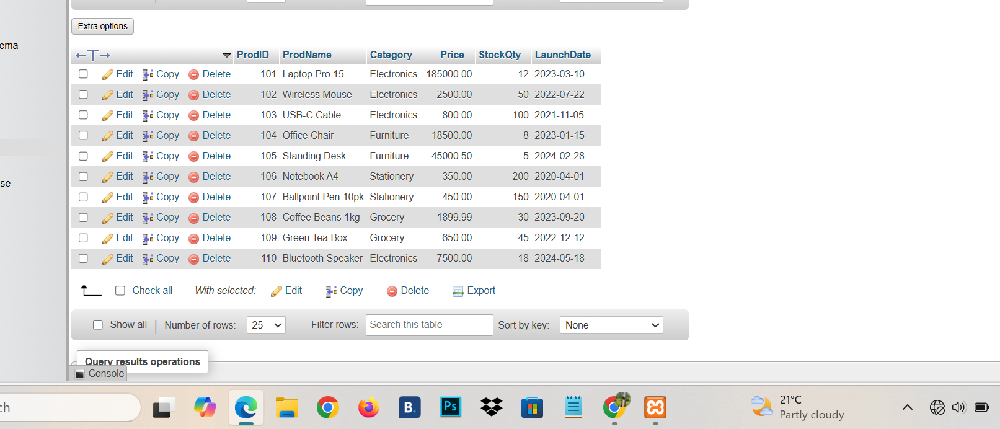 ema
se
Extra options
ProdID ProdName Category Price StockQty LaunchDate
Edit Copy Delete 101 Laptop Pro 15 Electronics 185000.00 12 2023-03-10
Edit Copy Delete 102 Wireless Mouse Electronics 2500.00 50 2022-07-22
Edit Copy Delete 103 USB-C Cable Electronics 800.00 100 2021-11-05
Edit Copy Delete 104 Office Chair Furniture 18500.00 8 2023-01-15
Edit Copy Delete 105 Standing Desk Furniture 45000.50 5 2024-02-28
Edit Copy Delete 106 Notebook A4 Stationery 350.00 200 2020-04-01
Edit Copy Delete 107 Ballpoint Pen 10pk Stationery 450.00 150 2020-04-01
Edit Copy Delete 108 Coffee Beans 1kg Grocery 1899.99 30 2023-09-20
Edit Copy Delete 109 Green Tea Box Grocery 650.00 45 2022-12-12
Edit Copy Delete 110 Bluetooth Speaker Electronics 7500.00 18 2024-05-18
Check all With selected: Edit Copy Delete Export
Show all Number of rows: 25 Filter rows: Search this table Sort by key: None
Query results operations
Console
ch
B.
Ps
21°C
Partly cloudy